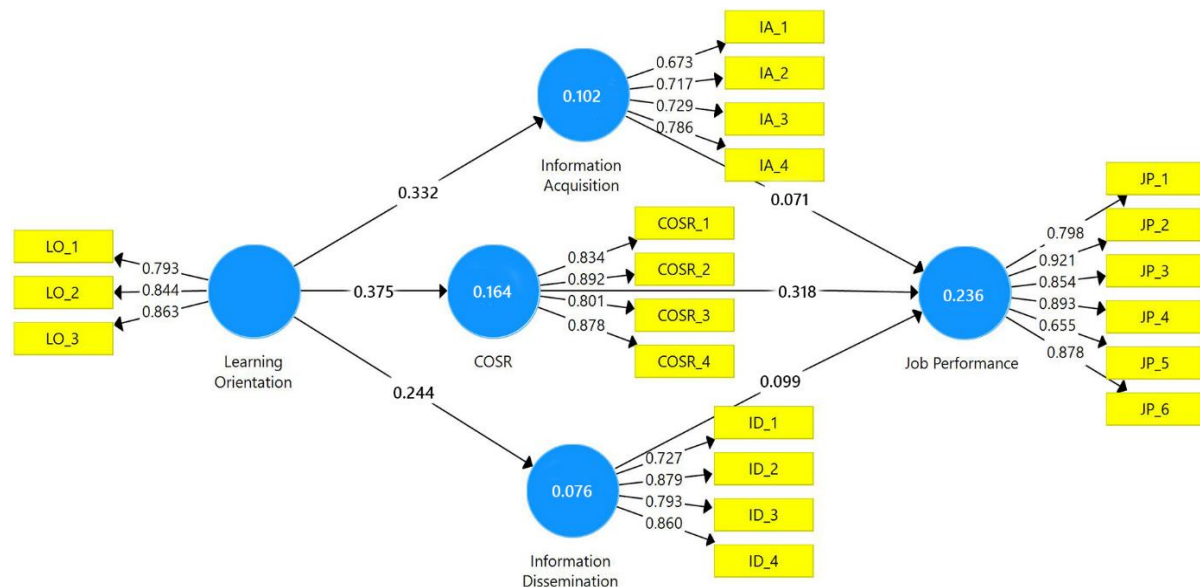 IA_1
0.673
IA_2
0.717
0.729
IA_3
0.786
IA_4
0.102
Information
Acquisition
0.332
0.071
LO_1
0.793
LO_2
0.844
0.863
LO_3
Learning
Orientation
0.375
0.164
COSR
COSR_1
0.834
COSR_2
0.892
0.801
COSR_3
0.878
COSR_4
0.318
0.236
Job Performance
JP_1
0.798
JP_2
0.921
0.854
JP_3
0.893
JP_4
0.655
JP_5
0.878
JP_6
0.244
0.099
0.076
Information
Dissemination
ID_1
0.727
ID_2
0.879
0.793
ID_3
0.860
ID_4